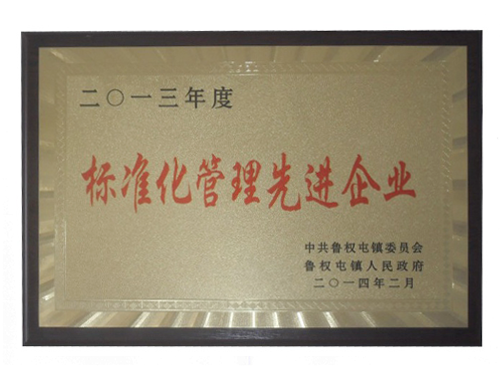 二〇一三年度
标准化管理先进企业
中共鲁权屯镇委员会
鲁权屯镇人民政府
二〇一四年二月